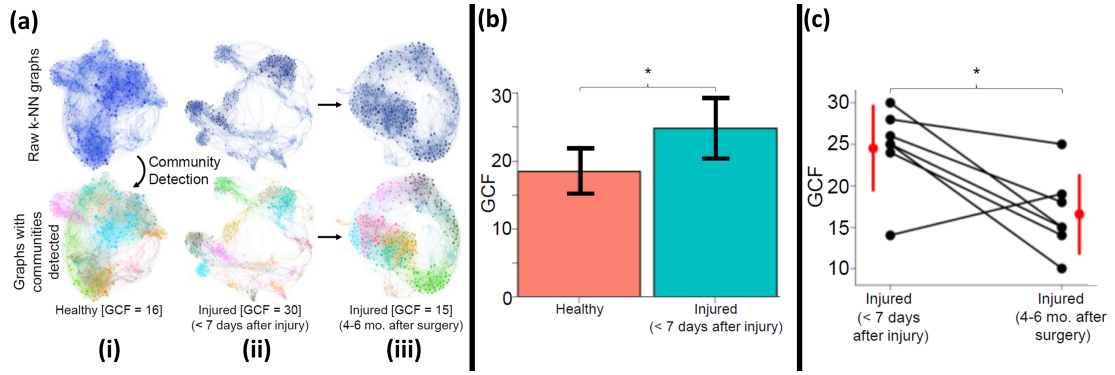 (a)
Raw k-NN graphs
Community
Detection
Graphs with
communities
detected
Healthy [GCF = 16]
(i)
Injured [GCF = 30]
(< 7 days after injury)
(ii)
Injured [GCF = 15]
(4-6 mo. after surgery)
(iii)
(b)
*
GCF
30
20
10
0
Healthy
Injured
(< 7 days after injury)
(c)
*
GCF
30
25
20
15
10
Injured
(< 7 days
after injury)
Injured
(4-6 mo. after
surgery)